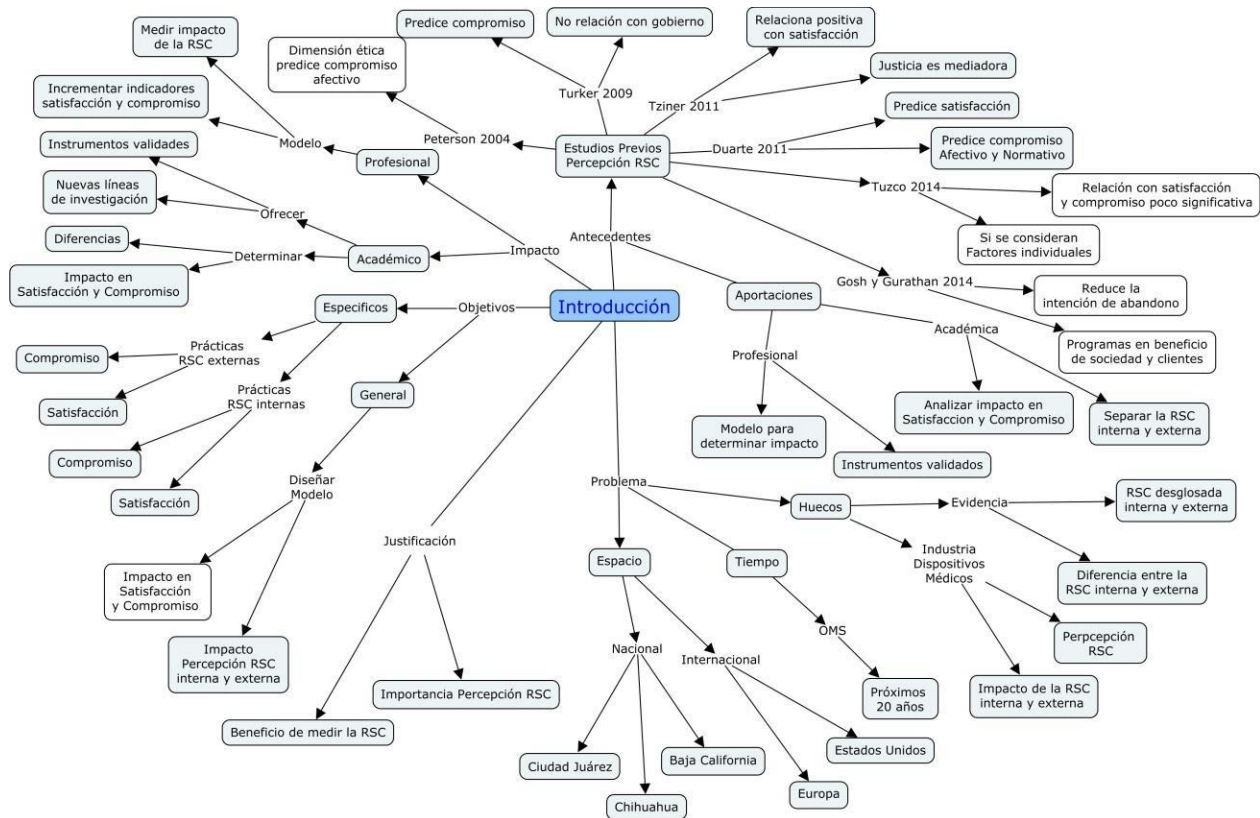 Predice compromiso
No relación con gobierno
Relaciona positiva
con satisfacción
Medir impacto
de la RSC
Dimensión ética
predice compromiso
afectivo
Justicia es mediadora
Turker 2009
Tziner 2011
Incrementar indicadores
satisfacción y compromiso
Predice satisfacción
Peterson 2004
Estudios Previos
Percepción RSC
Duarte 2011
Predice compromiso
Afectivo y Normativo
Instrumentos validades
Modelo
Profesional
Tuzco 2014
Relación con satisfacción
y compromiso poco significativa
Nuevas líneas
de investigación
Ofrecer
Antecedentes
Si se consideran
Factores individuales
Diferencias
Determinar
Académico
Impacto
Impacto en
Satisfacción y Compromiso
Gosh y Gurathan 2014
Reduce la
intención de abandono
Aportaciones
Introducción
Objetivos
Especificos
Académica
Programas en beneficio
de sociedad y clientes
Prácticas
RSC externas
Compromiso
Profesional
Prácticas
RSC internas
General
Satisfacción
Analizar impacto en
Satisfaccion y Compromiso
Separar la RSC
interna y externa
Modelo para
determinar impacto
Compromiso
Instrumentos validados
Satisfacción
Diseñar
Modelo
Problema
Huecos
Evidencia
RSC desglosada
interna y externa
Justificación
Industria
Dispositivos
Médicos
Espacio
Tiempo
Diferencia entre la
RSC interna y externa
Impacto en
Satisfacción
y Compromiso
OMS
Perpcepción
RSC
Nacional
Internacional
Impacto
Percepción RSC
interna y externa
Importancia Percepción RSC
Próximos
20 años
Impacto de la RSC
interna y externa
Beneficio de medir la RSC
Estados Unidos
Ciudad Juárez
Baja California
Europa
Chihuahua